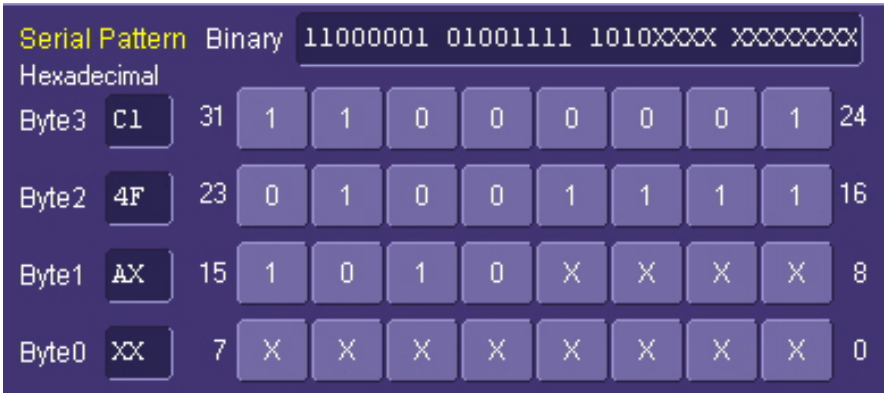 Serial Pattern Binary 11000001 01001111 1010XXXX XXXXXXXX
Hexadecimal
Byte3 C1 31 1 1 0 0 0 0 0 1 24
Byte2 4F 23 0 1 0 0 1 1 1 1 16
Byte1 AX 15 1 0 1 0 X X X X 8
Byte0 XX 7 X X X X X X X X 0